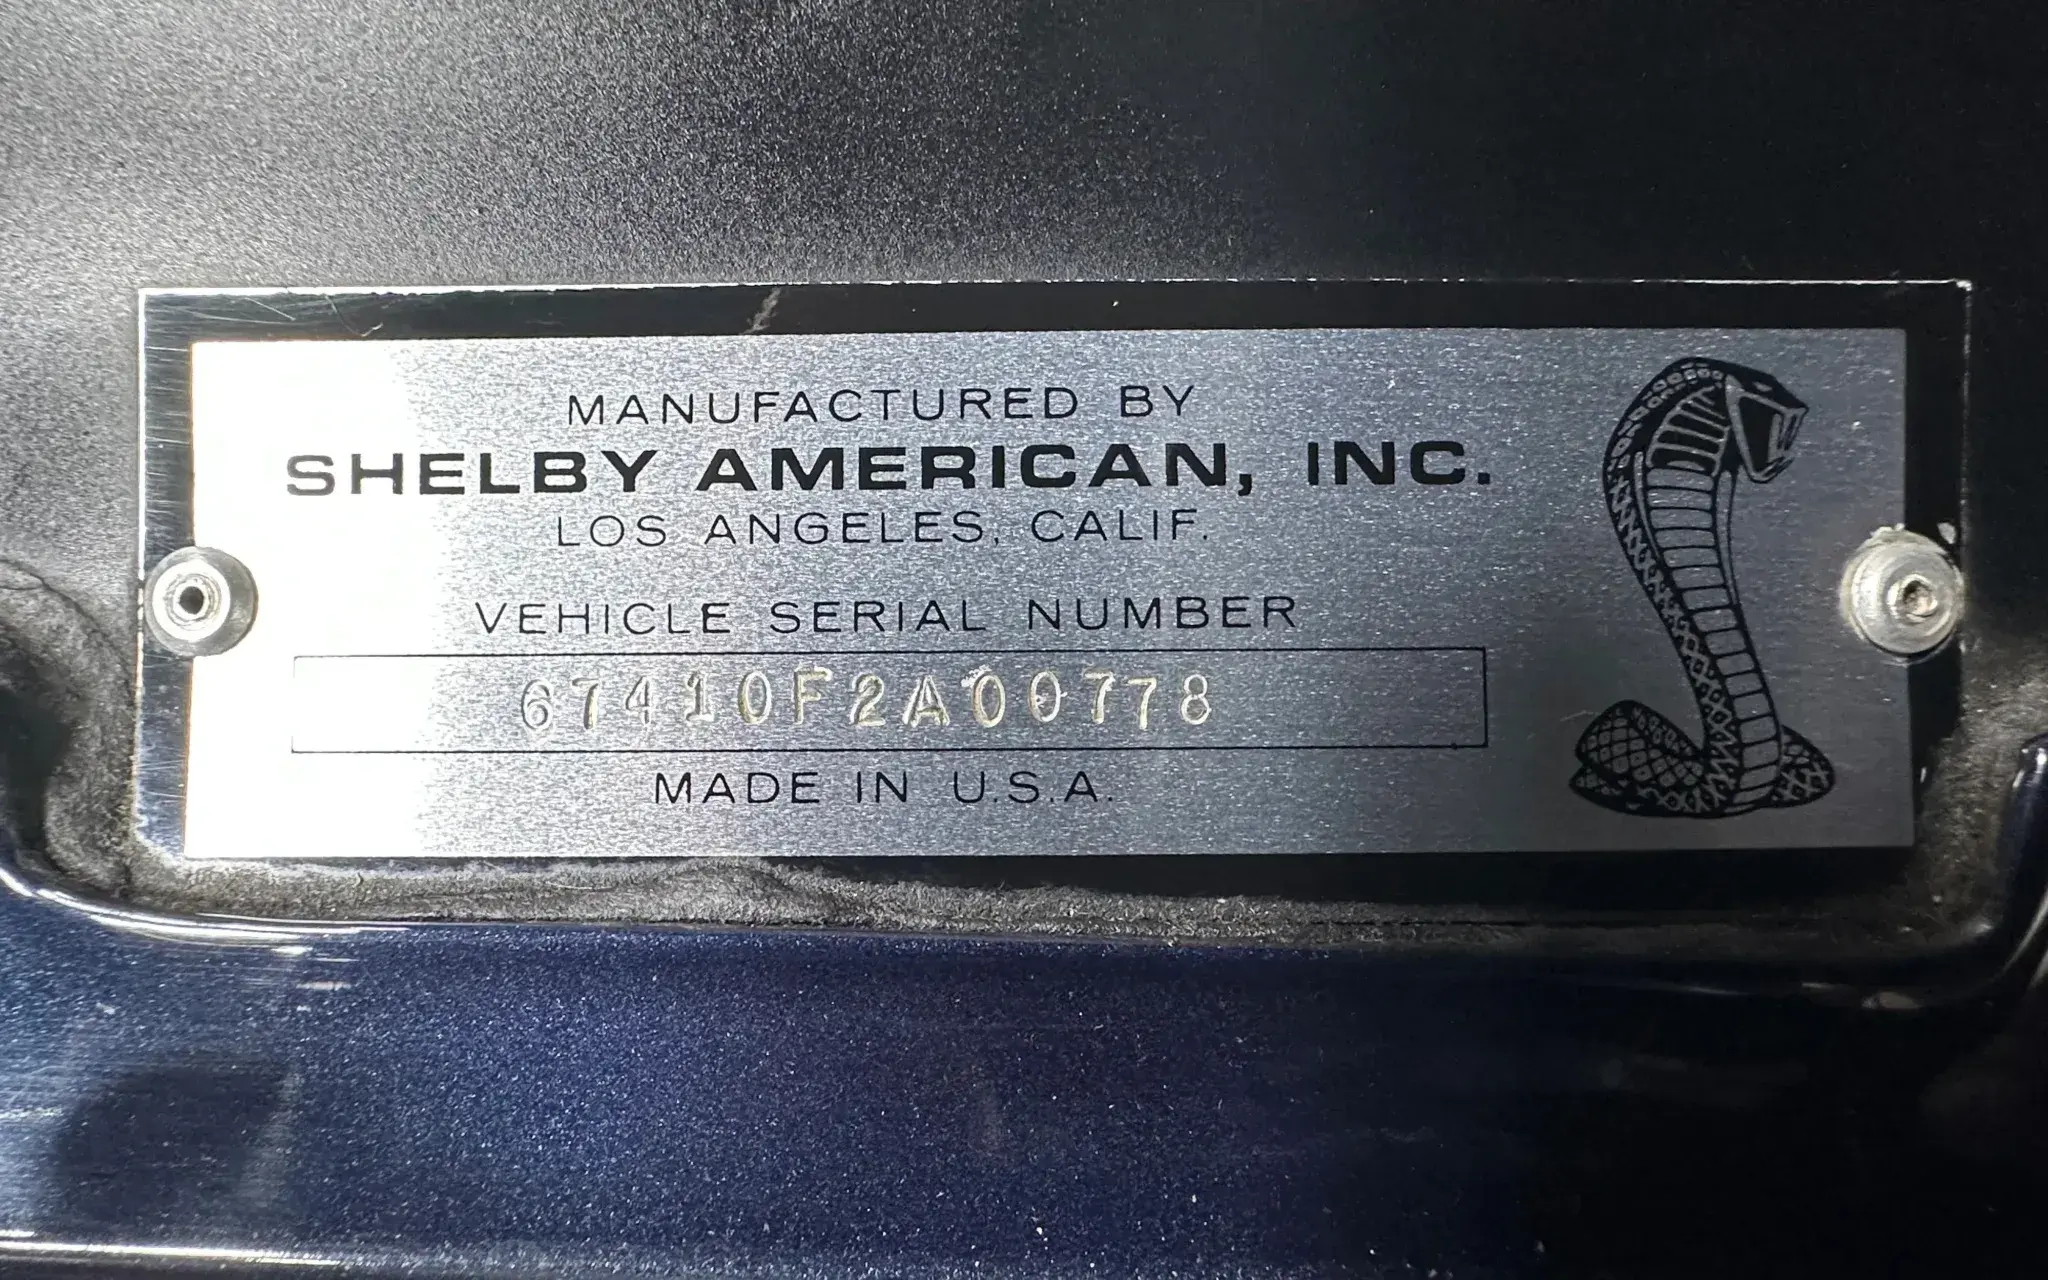 MANUFACTURED BY
SHELBY AMERICAN, INC.
LOS ANGELES, CALIF.
VEHICLE SERIAL NUMBER
67410F2A00778
MADE IN U.S.A.